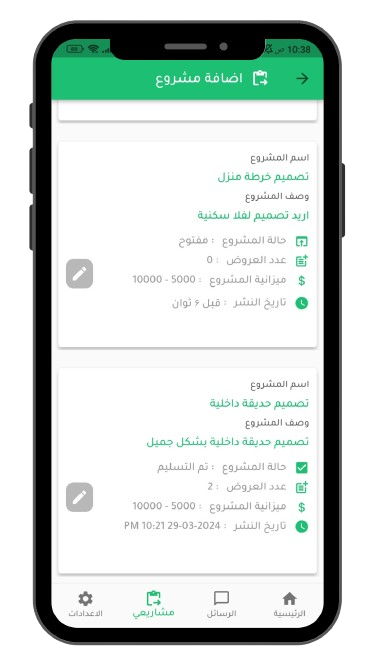 10:38 ص
اضافة مشروع
اسم المشروع
تصميم خرطة منزل
وصف المشروع
اريد تصميم لفلا سكنية
حالة المشروع : مفتوح
عدد العروض : 0
ميزانية المشروع : 5000 - 10000
تاريخ النشر : قبل ۶ ثوان
اسم المشروع
تصميم حديقة داخلية
وصف المشروع
تصميم حديقة داخلية بشكل جميل
حالة المشروع : تم التسليم
عدد العروض : 2
ميزانية المشروع : 5000 - 10000
تاريخ النشر : 2024-03-29 10:21 PM
الرئيسية
الرسائل
مشاريعي
الاعدادات